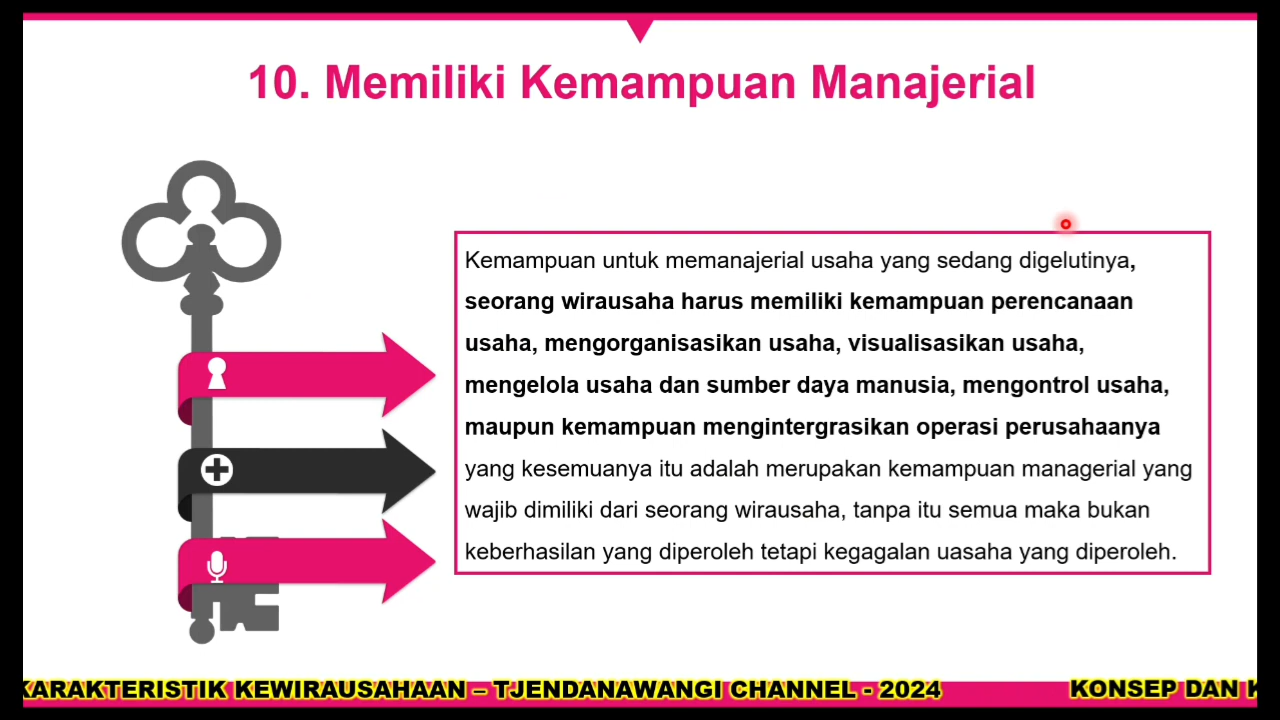 10. Memiliki Kemampuan Manajerial
Kemampuan untuk memanajerial usaha yang sedang digelutinya,
seorang wirausaha harus memiliki kemampuan perencanaan
usaha, mengorganisasikan usaha, visualisasikan usaha,
mengelola usaha dan sumber daya manusia, mengontrol usaha,
maupun kemampuan mengintergrasikan operasi perusahaanya
yang kesemuanya itu adalah merupakan kemampuan managerial yang
wajib dimiliki dari seorang wirausaha, tanpa itu semua maka bukan
keberhasilan yang diperoleh tetapi kegagalan uasaha yang diperoleh.
KARAKTERISTIK KEWIRAUSAHAAN – TJENDANAWANGI CHANNEL - 2024 KONSEP DAN K